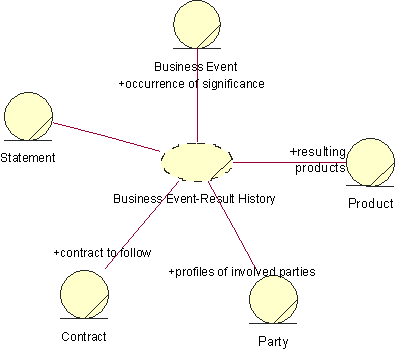 Business Event
+occurrence of significance
Statement
+resulting
products
Product
Business Event-Result History
+contract to follow
+profiles of involved parties
Contract
Party